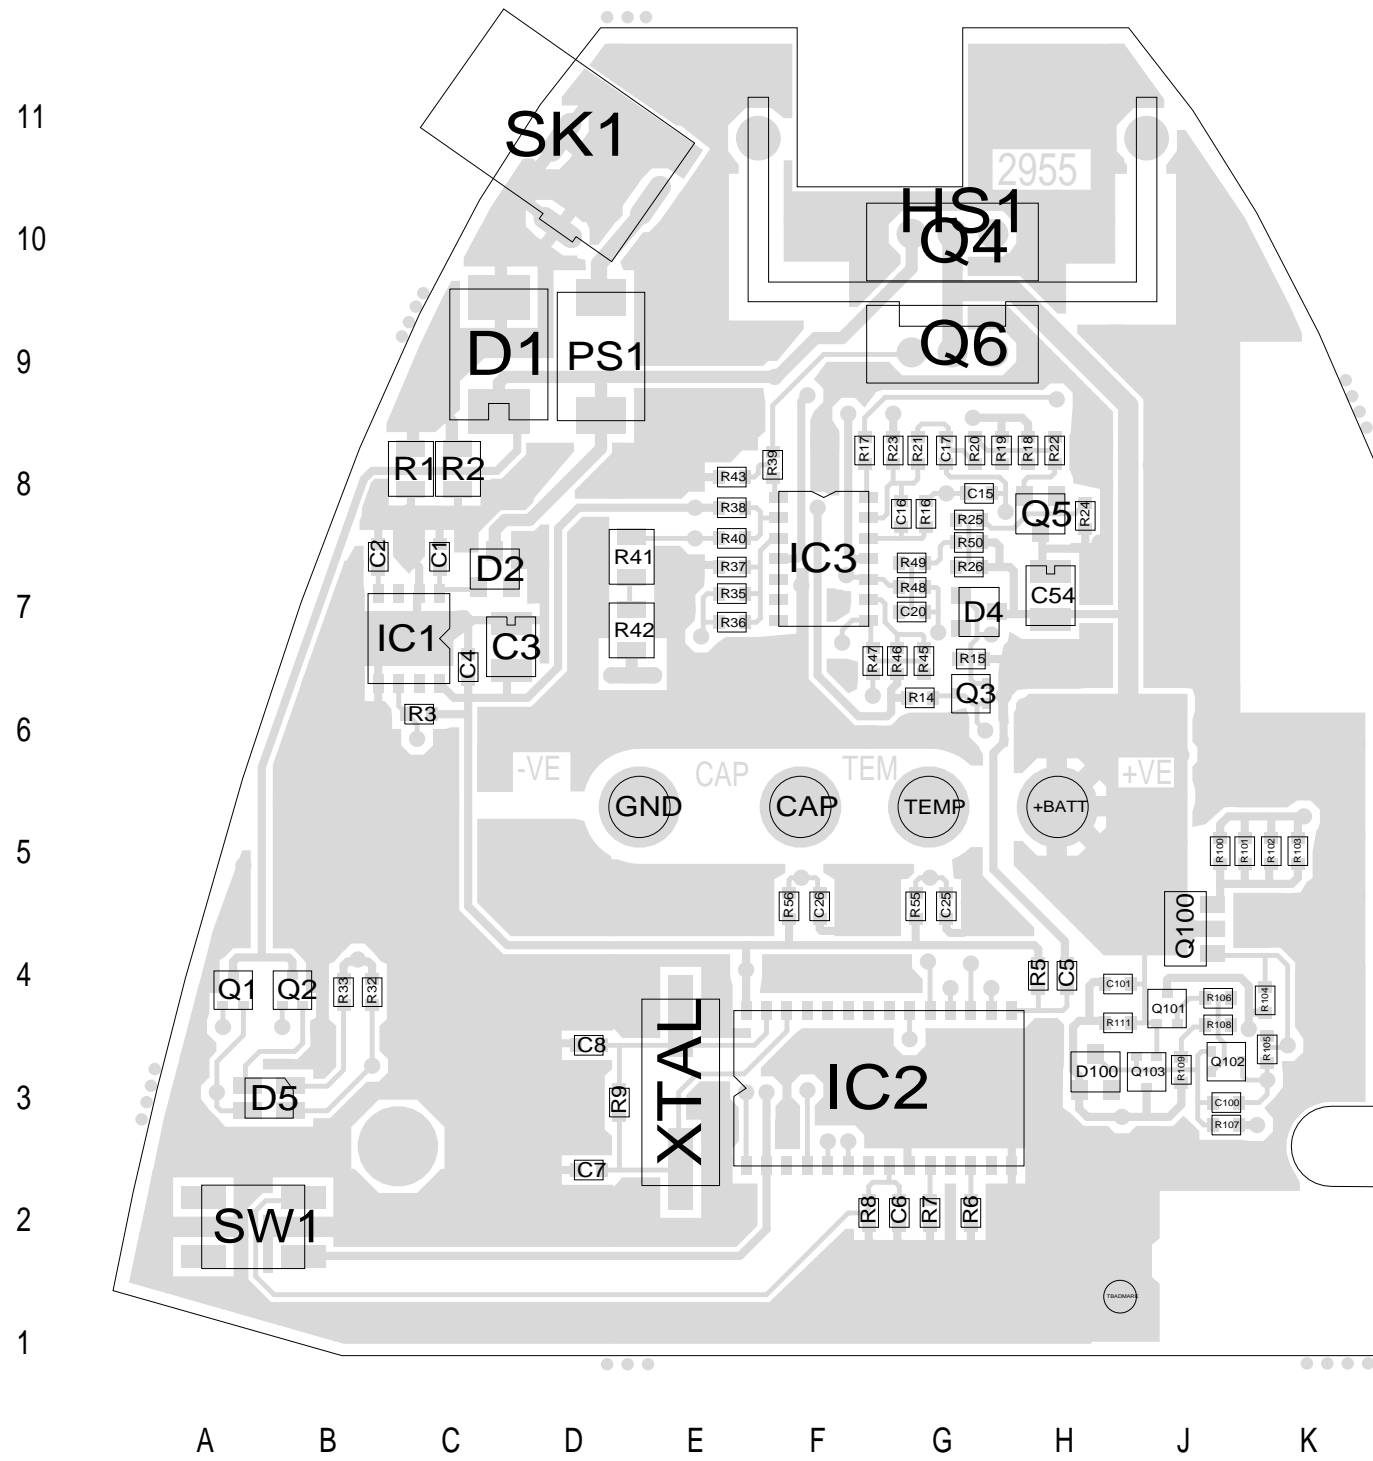 11
SK1
2955
HS1
10
Q4
Q6
9
D1
PS1
R17
R23
R21
C17
R20
R19
R18
R22
R1
R2
R39
8
R43
C15
R38
C16
R16
R25
Q5
R24
R40
R50
C2
C1
D2
R41
IC3
R49
R26
R37
R48
C54
7
R35
C20
D4
R36
IC1
C4
C3
R42
R47
R46
R45
R15
R14
Q3
R3
6
-VE
CAP
TEM
+VE
GND
CAP
TEMP
+BATT
5
R100
R101
R102
R103
R56
C26
R55
C25
Q100
4
Q1
Q2
R33
R32
R5
C5
C101
Q101
R106
R104
XTAL
C8
R111
R108
R105
D100
Q103
R109
Q102
IC2
3
D5
R9
C100
R107
C7
2
SW1
R8
C6
R7
R6
TBADMARK
1
A B C D E F G H J K